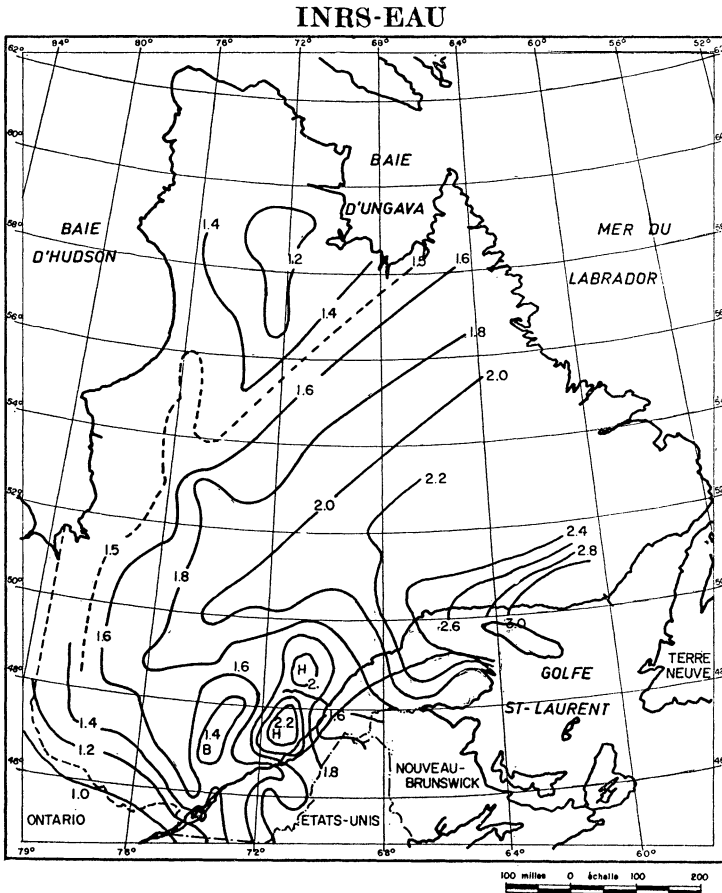 INRS-EAU
84° 80° 76° 72° 68° 64° 60° 56° 52°
62°
60° BAIE
D'UNGAVA
BAIE
D'HUDSON
MER DU
LABRADOR
1.4
1.2
1.5 1.6
58°
1.4
1.8
56°
1.6
2.0
54°
2.2
52°
2.0
2.4
2.8
1.5
50°
1.8
2.6 3.0
1.6
48°
1.6
H
2.
GOLFE
ST-LAURENT
TERRE
NEUVE
1.4
1.2
1.4
B
2.2
H
1.6
46°
1.8
1.0
NOUVEAU-
BRUNSWICK
ONTARIO
ÉTATS-UNIS
79° 76° 72° 68° 64° 60°
100 milles 0 échelle 100 200